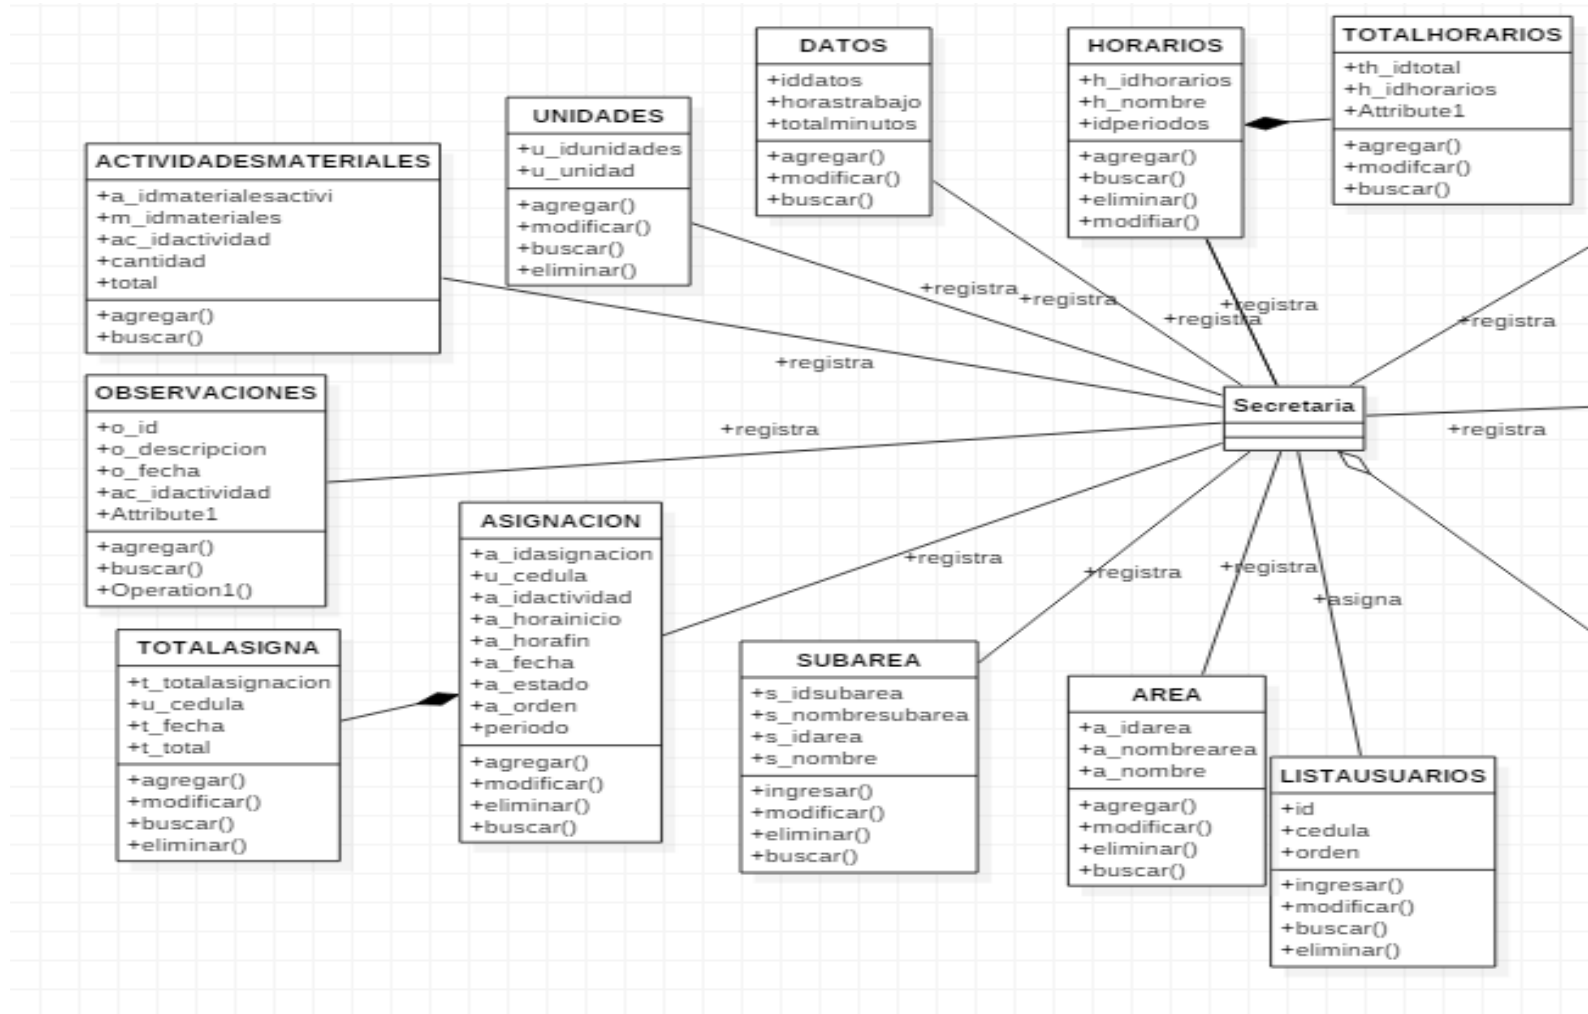 DATOS
+iddatos
+horastrabajo
+totalminutos
+agregar()
+modificar()
+buscar()
HORARIOS
+h_idhorarios
+h_nombre
+idperiodos
+agregar()
+buscar()
+eliminar()
+modifiar()
TOTALHORARIOS
+th_idtotal
+h_idhorarios
+Attribute1
+agregar()
+modifcar()
+buscar()
UNIDADES
+u_idunidades
+u_unidad
+agregar()
+modificar()
+buscar()
+eliminar()
ACTIVIDADESMATERIALES
+a_idmaterialesactivi
+m_idmateriales
+ac_idactividad
+cantidad
+total
+agregar()
+buscar()
+registra
+registra
+registra
+registra
+registra
+registra
+registra
+registra
Secretaria
OBSERVACIONES
+o_id
+o_descripcion
+o_fecha
+ac_idactividad
+Attribute1
+agregar()
+buscar()
+Operation1()
ASIGNACION
+a_idasignacion
+u_cedula
+a_idactividad
+a_horainicio
+a_horafin
+a_fecha
+a_estado
+a_orden
+periodo
+agregar()
+modificar()
+eliminar()
+buscar()
+registra
+registra
+registra
+asigna
TOTALASIGNA
+t_totalasignacion
+u_cedula
+t_fecha
+t_total
+agregar()
+modificar()
+buscar()
+eliminar()
SUBAREA
+s_idsubarea
+s_nombresubarea
+s_idarea
+s_nombre
+ingresar()
+modificar()
+eliminar()
+buscar()
AREA
+a_idarea
+a_nombrearea
+a_nombre
+agregar()
+modificar()
+eliminar()
+buscar()
LISTAUSUARIOS
+id
+cedula
+orden
+ingresar()
+modificar()
+buscar()
+eliminar()